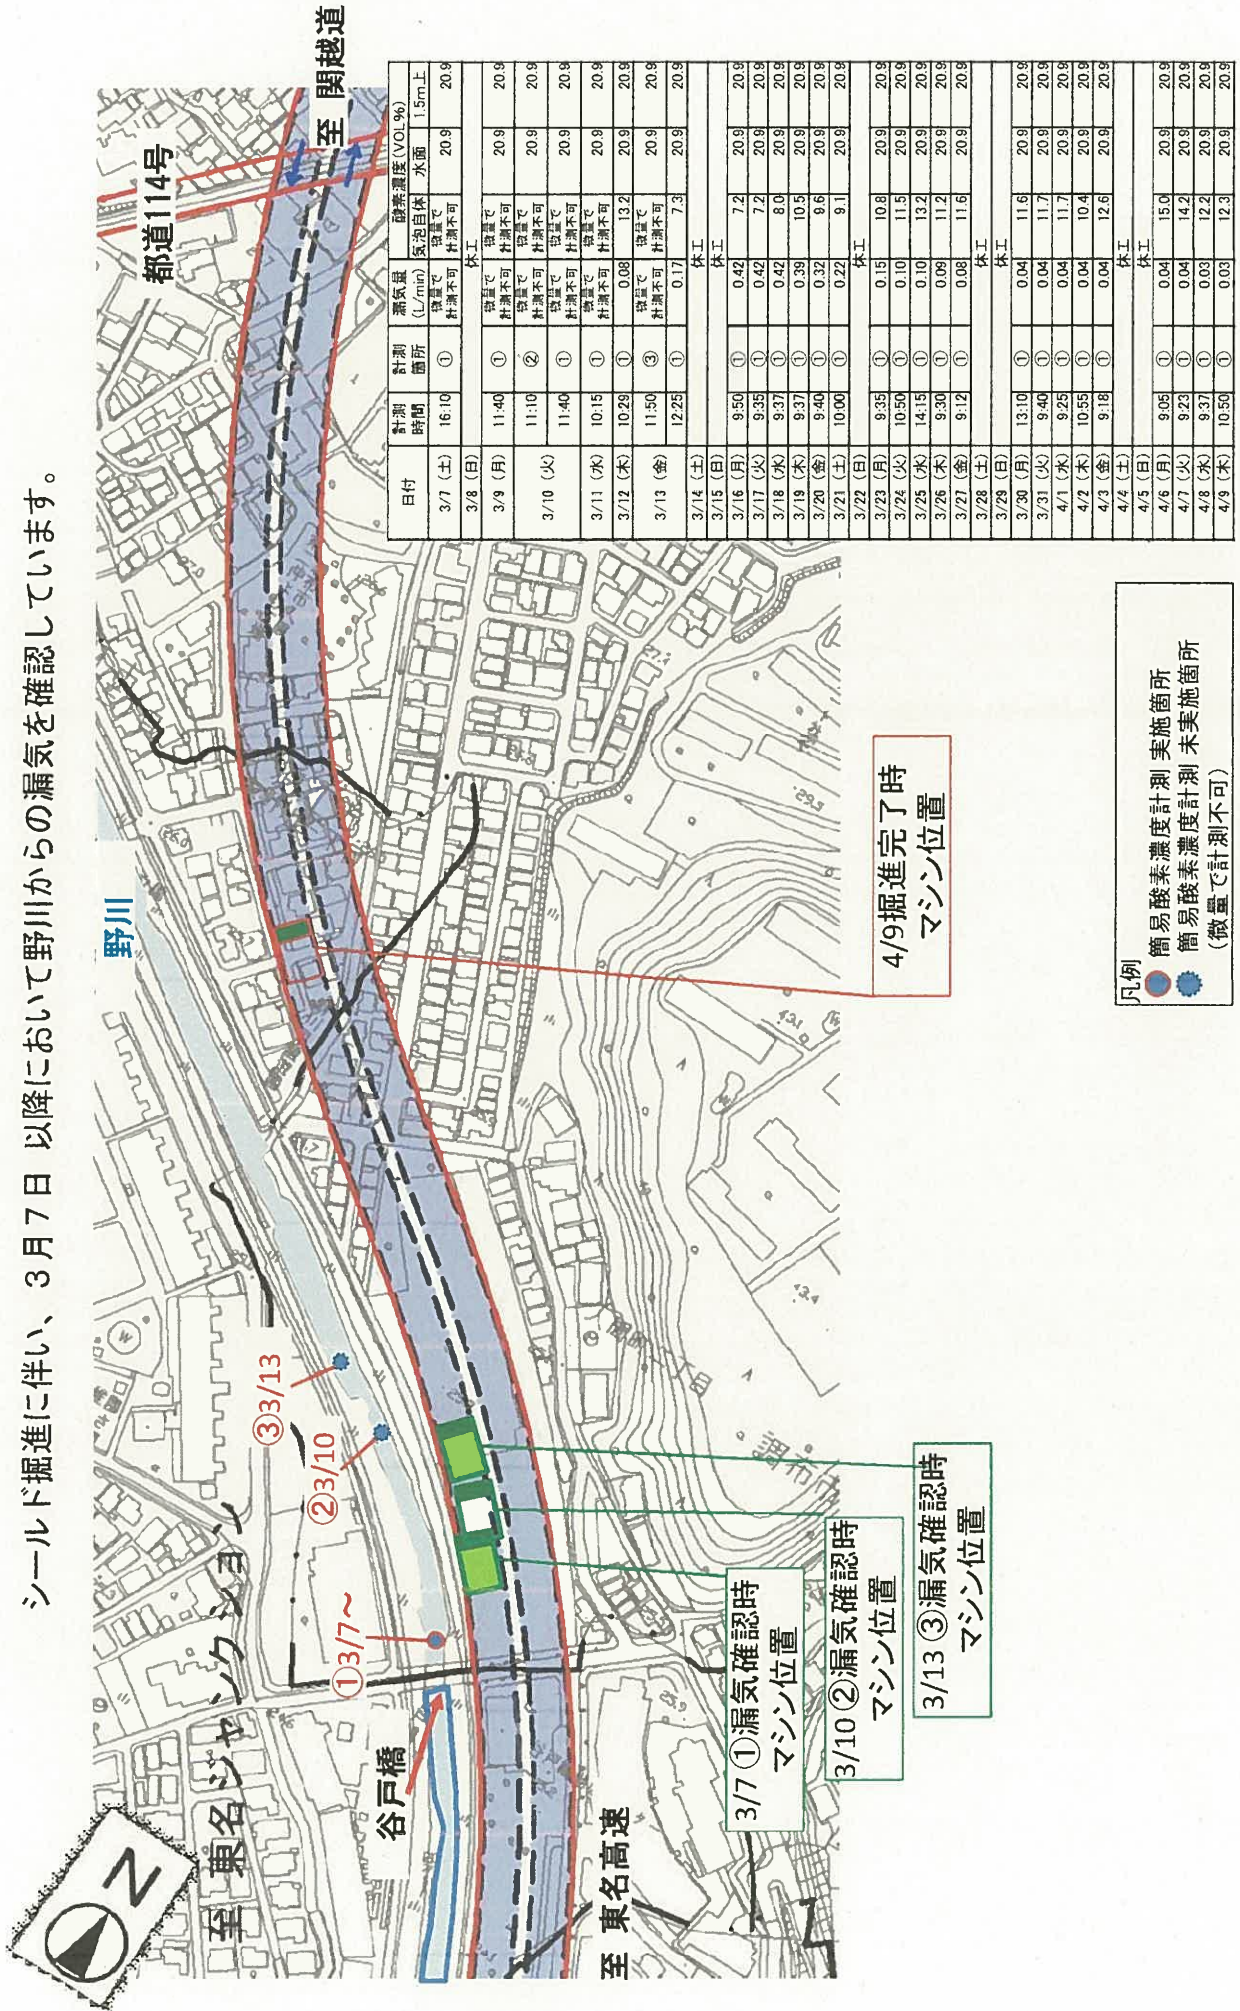 シールド掘進に伴い、3月7日 以降において野川からの漏気を確認しています。
N
至 東名ジャンクション
谷戸橋
至 東名高速
①3/7～
②3/10
③3/13
野川
都道114号
至 関越道
調布市
3/7 ①漏気確認時
マシン位置
3/10 ②漏気確認時
マシン位置
3/13 ③漏気確認時
マシン位置
4/9掘進完了時
マシン位置
凡例
簡易酸素濃度計測 実施箇所
簡易酸素濃度計測 未実施箇所
(微量で計測不可)
日付 計測時間 計測箇所 漏気量(L/min) 酸素濃度(VOL%) 気泡自体 水面 1.5m上
3/7 (土) 16:10 ① 微量で計測不可 微量で計測不可 20.9 20.9
3/8 (日) 休工
3/9 (月) 11:40 ① 微量で計測不可 微量で計測不可 20.9 20.9
3/10 (火) 11:10 ② 微量で計測不可 微量で計測不可 20.9 20.9
11:40 ① 微量で計測不可 微量で計測不可 20.9 20.9
3/11 (水) 10:15 ① 微量で計測不可 微量で計測不可 20.9 20.9
3/12 (木) 10:29 ① 0.08 13.2 20.9 20.9
3/13 (金) 11:50 ③ 微量で計測不可 微量で計測不可 20.9 20.9
12:25 ① 0.17 7.3 20.9 20.9
3/14 (土) 休工
3/15 (日) 休工
3/16 (月) 9:50 ① 0.42 7.2 20.9 20.9
3/17 (火) 9:35 ① 0.42 7.2 20.9 20.9
3/18 (水) 9:37 ① 0.42 8.0 20.9 20.9
3/19 (木) 9:37 ① 0.39 10.5 20.9 20.9
3/20 (金) 9:40 ① 0.32 9.6 20.9 20.9
3/21 (土) 10:00 ① 0.22 9.1 20.9 20.9
3/22 (日) 休工
3/23 (月) 9:35 ① 0.15 10.8 20.9 20.9
3/24 (火) 10:50 ① 0.10 11.5 20.9 20.9
3/25 (水) 14:15 ① 0.10 13.2 20.9 20.9
3/26 (木) 9:30 ① 0.09 11.2 20.9 20.9
3/27 (金) 9:12 ① 0.08 11.6 20.9 20.9
3/28 (土) 休工
3/29 (日) 休工
3/30 (月) 13:10 ① 0.04 11.6 20.9 20.9
3/31 (火) 9:40 ① 0.04 11.7 20.9 20.9
4/1 (水) 9:25 ① 0.04 11.7 20.9 20.9
4/2 (木) 10:55 ① 0.04 10.4 20.9 20.9
4/3 (金) 9:18 ① 0.04 12.6 20.9 20.9
4/4 (土) 休工
4/5 (日) 休工
4/6 (月) 9:05 ① 0.04 15.0 20.9 20.9
4/7 (火) 9:23 ① 0.04 14.2 20.9 20.9
4/8 (水) 9:37 ① 0.03 12.2 20.9 20.9
4/9 (木) 10:50 ① 0.03 12.3 20.9 20.9